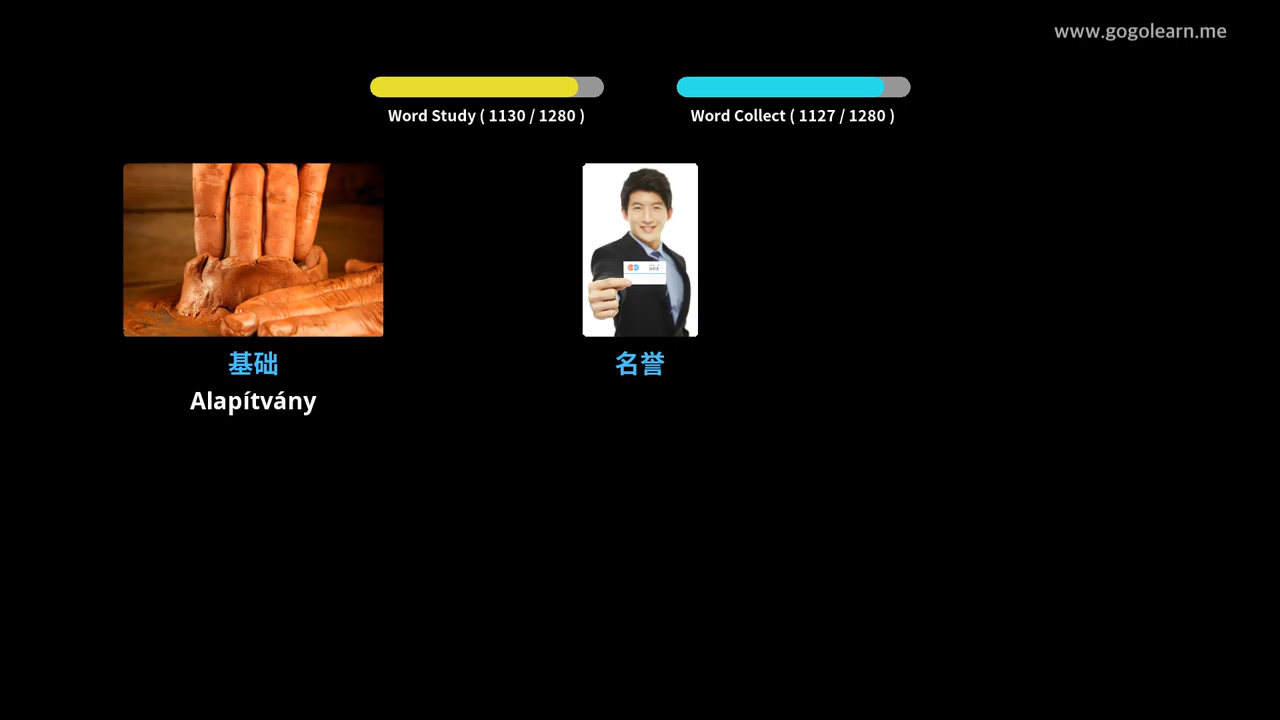 www.gogolearn.me
Word Study ( 1130 / 1280 )
Word Collect ( 1127 / 1280 )
基础
名誉
Alapítvány